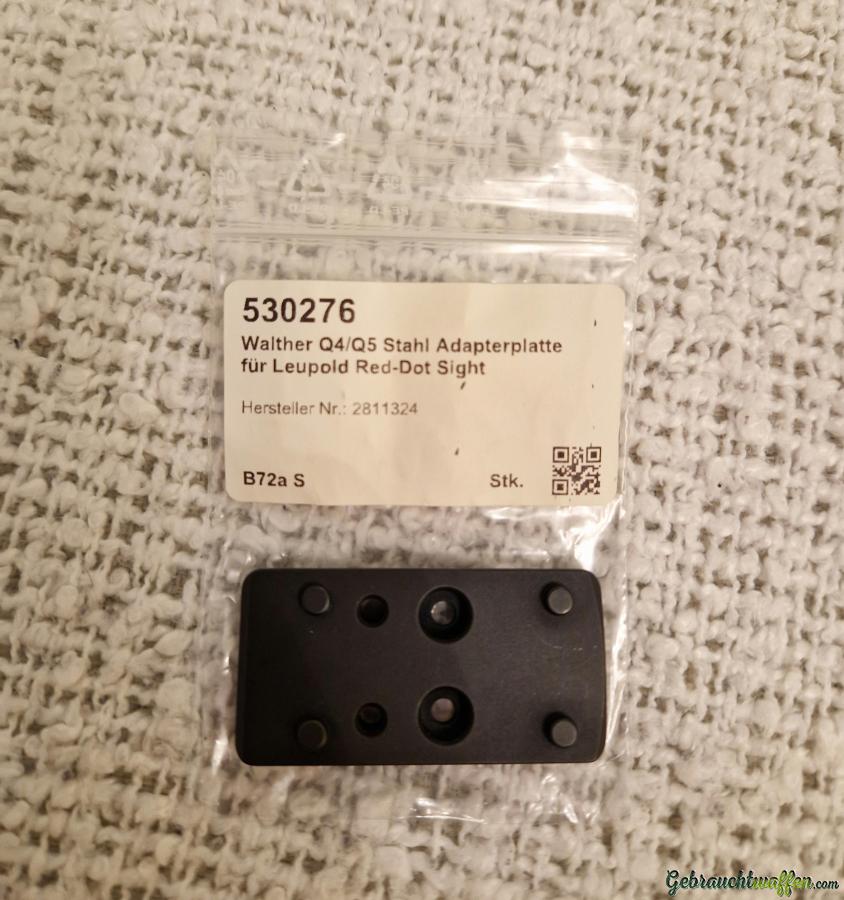 530276
Walther Q4/Q5 Stahl Adapterplatte
für Leupold Red-Dot Sight
Hersteller Nr.: 2811324
B72a S Stk.
Gebrauchtwaffen.com